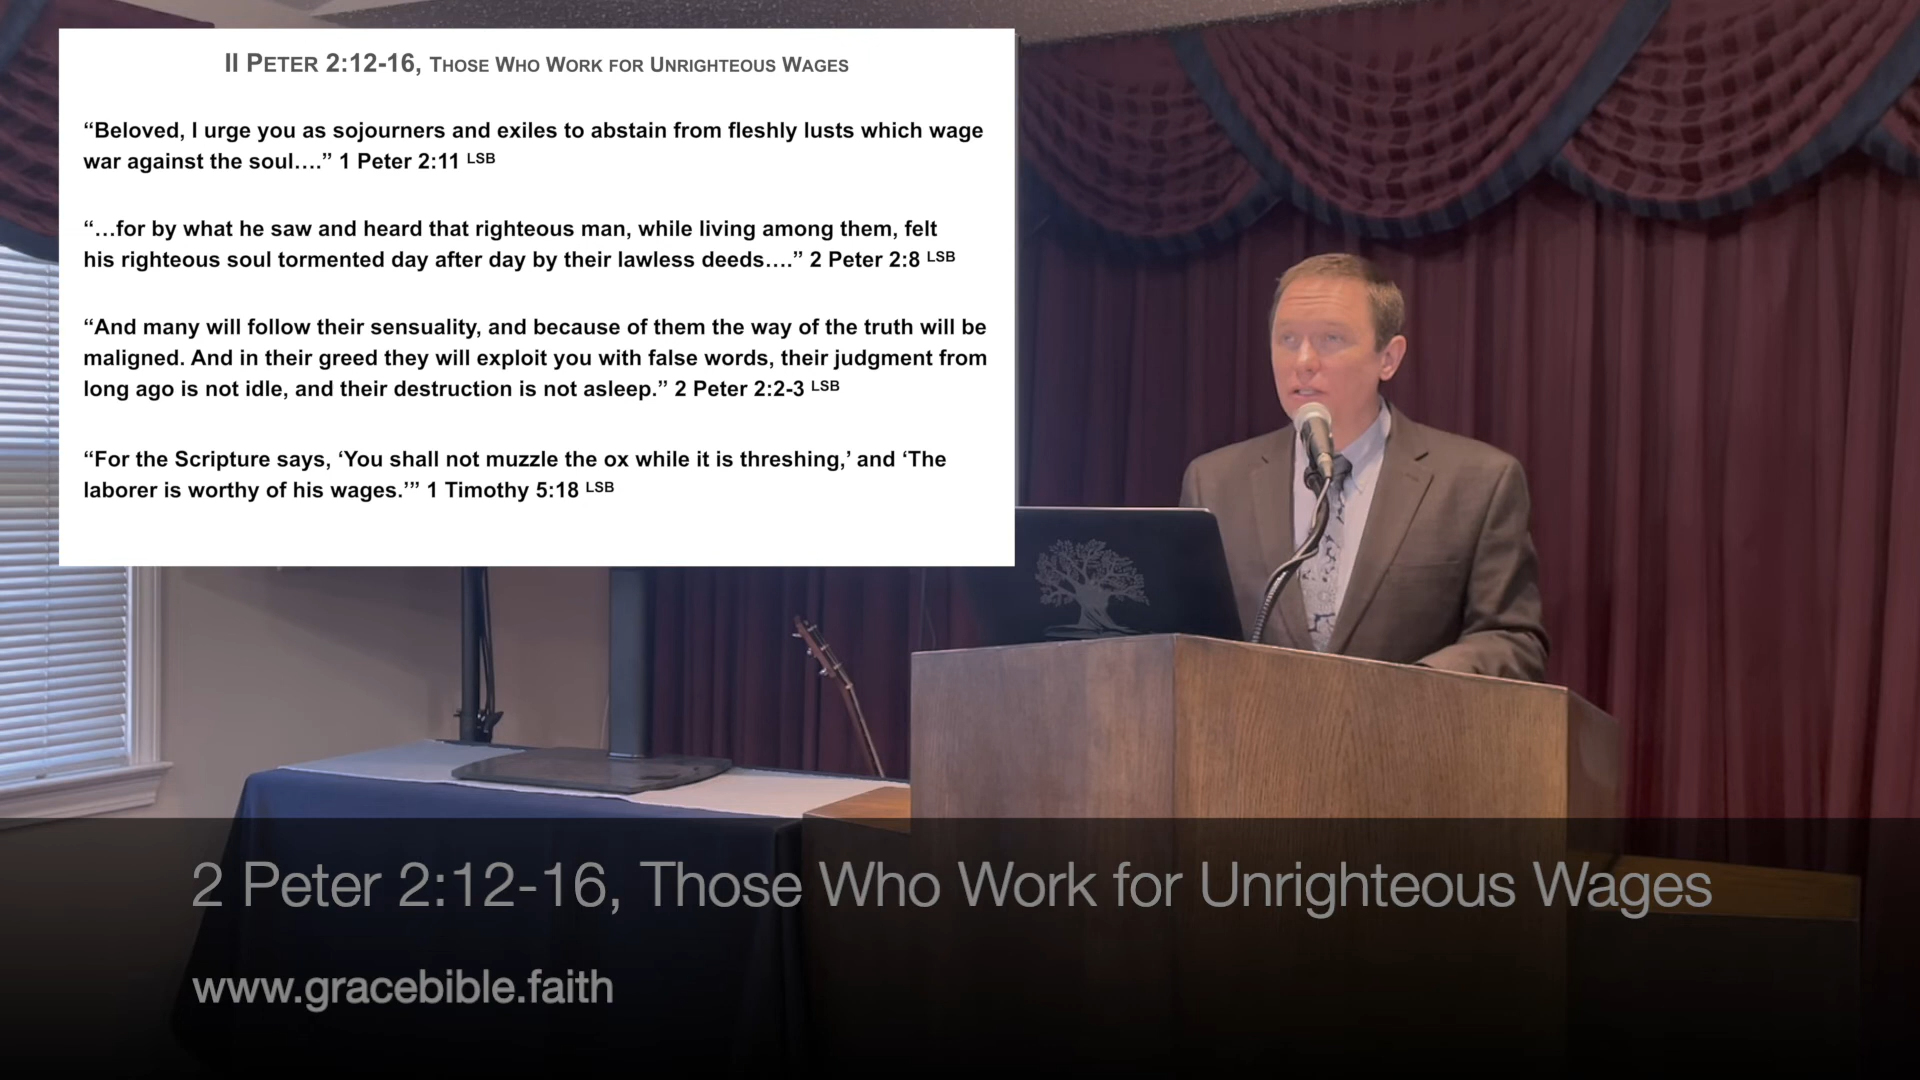 II Peter 2:12-16, Those Who Work for Unrighteous Wages
“Beloved, I urge you as sojourners and exiles to abstain from fleshly lusts which wage
war against the soul….” 1 Peter 2:11 LSB
“…for by what he saw and heard that righteous man, while living among them, felt
his righteous soul tormented day after day by their lawless deeds….” 2 Peter 2:8 LSB
“And many will follow their sensuality, and because of them the way of the truth will be
maligned. And in their greed they will exploit you with false words, their judgment from
long ago is not idle, and their destruction is not asleep.” 2 Peter 2:2-3 LSB
“For the Scripture says, ‘You shall not muzzle the ox while it is threshing,’ and ‘The
laborer is worthy of his wages.’” 1 Timothy 5:18 LSB
2 Peter 2:12-16, Those Who Work for Unrighteous Wages
www.gracebible.faith